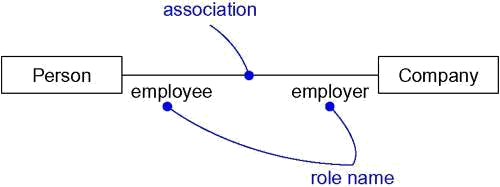 association
Person
Company
employee
employer
role name